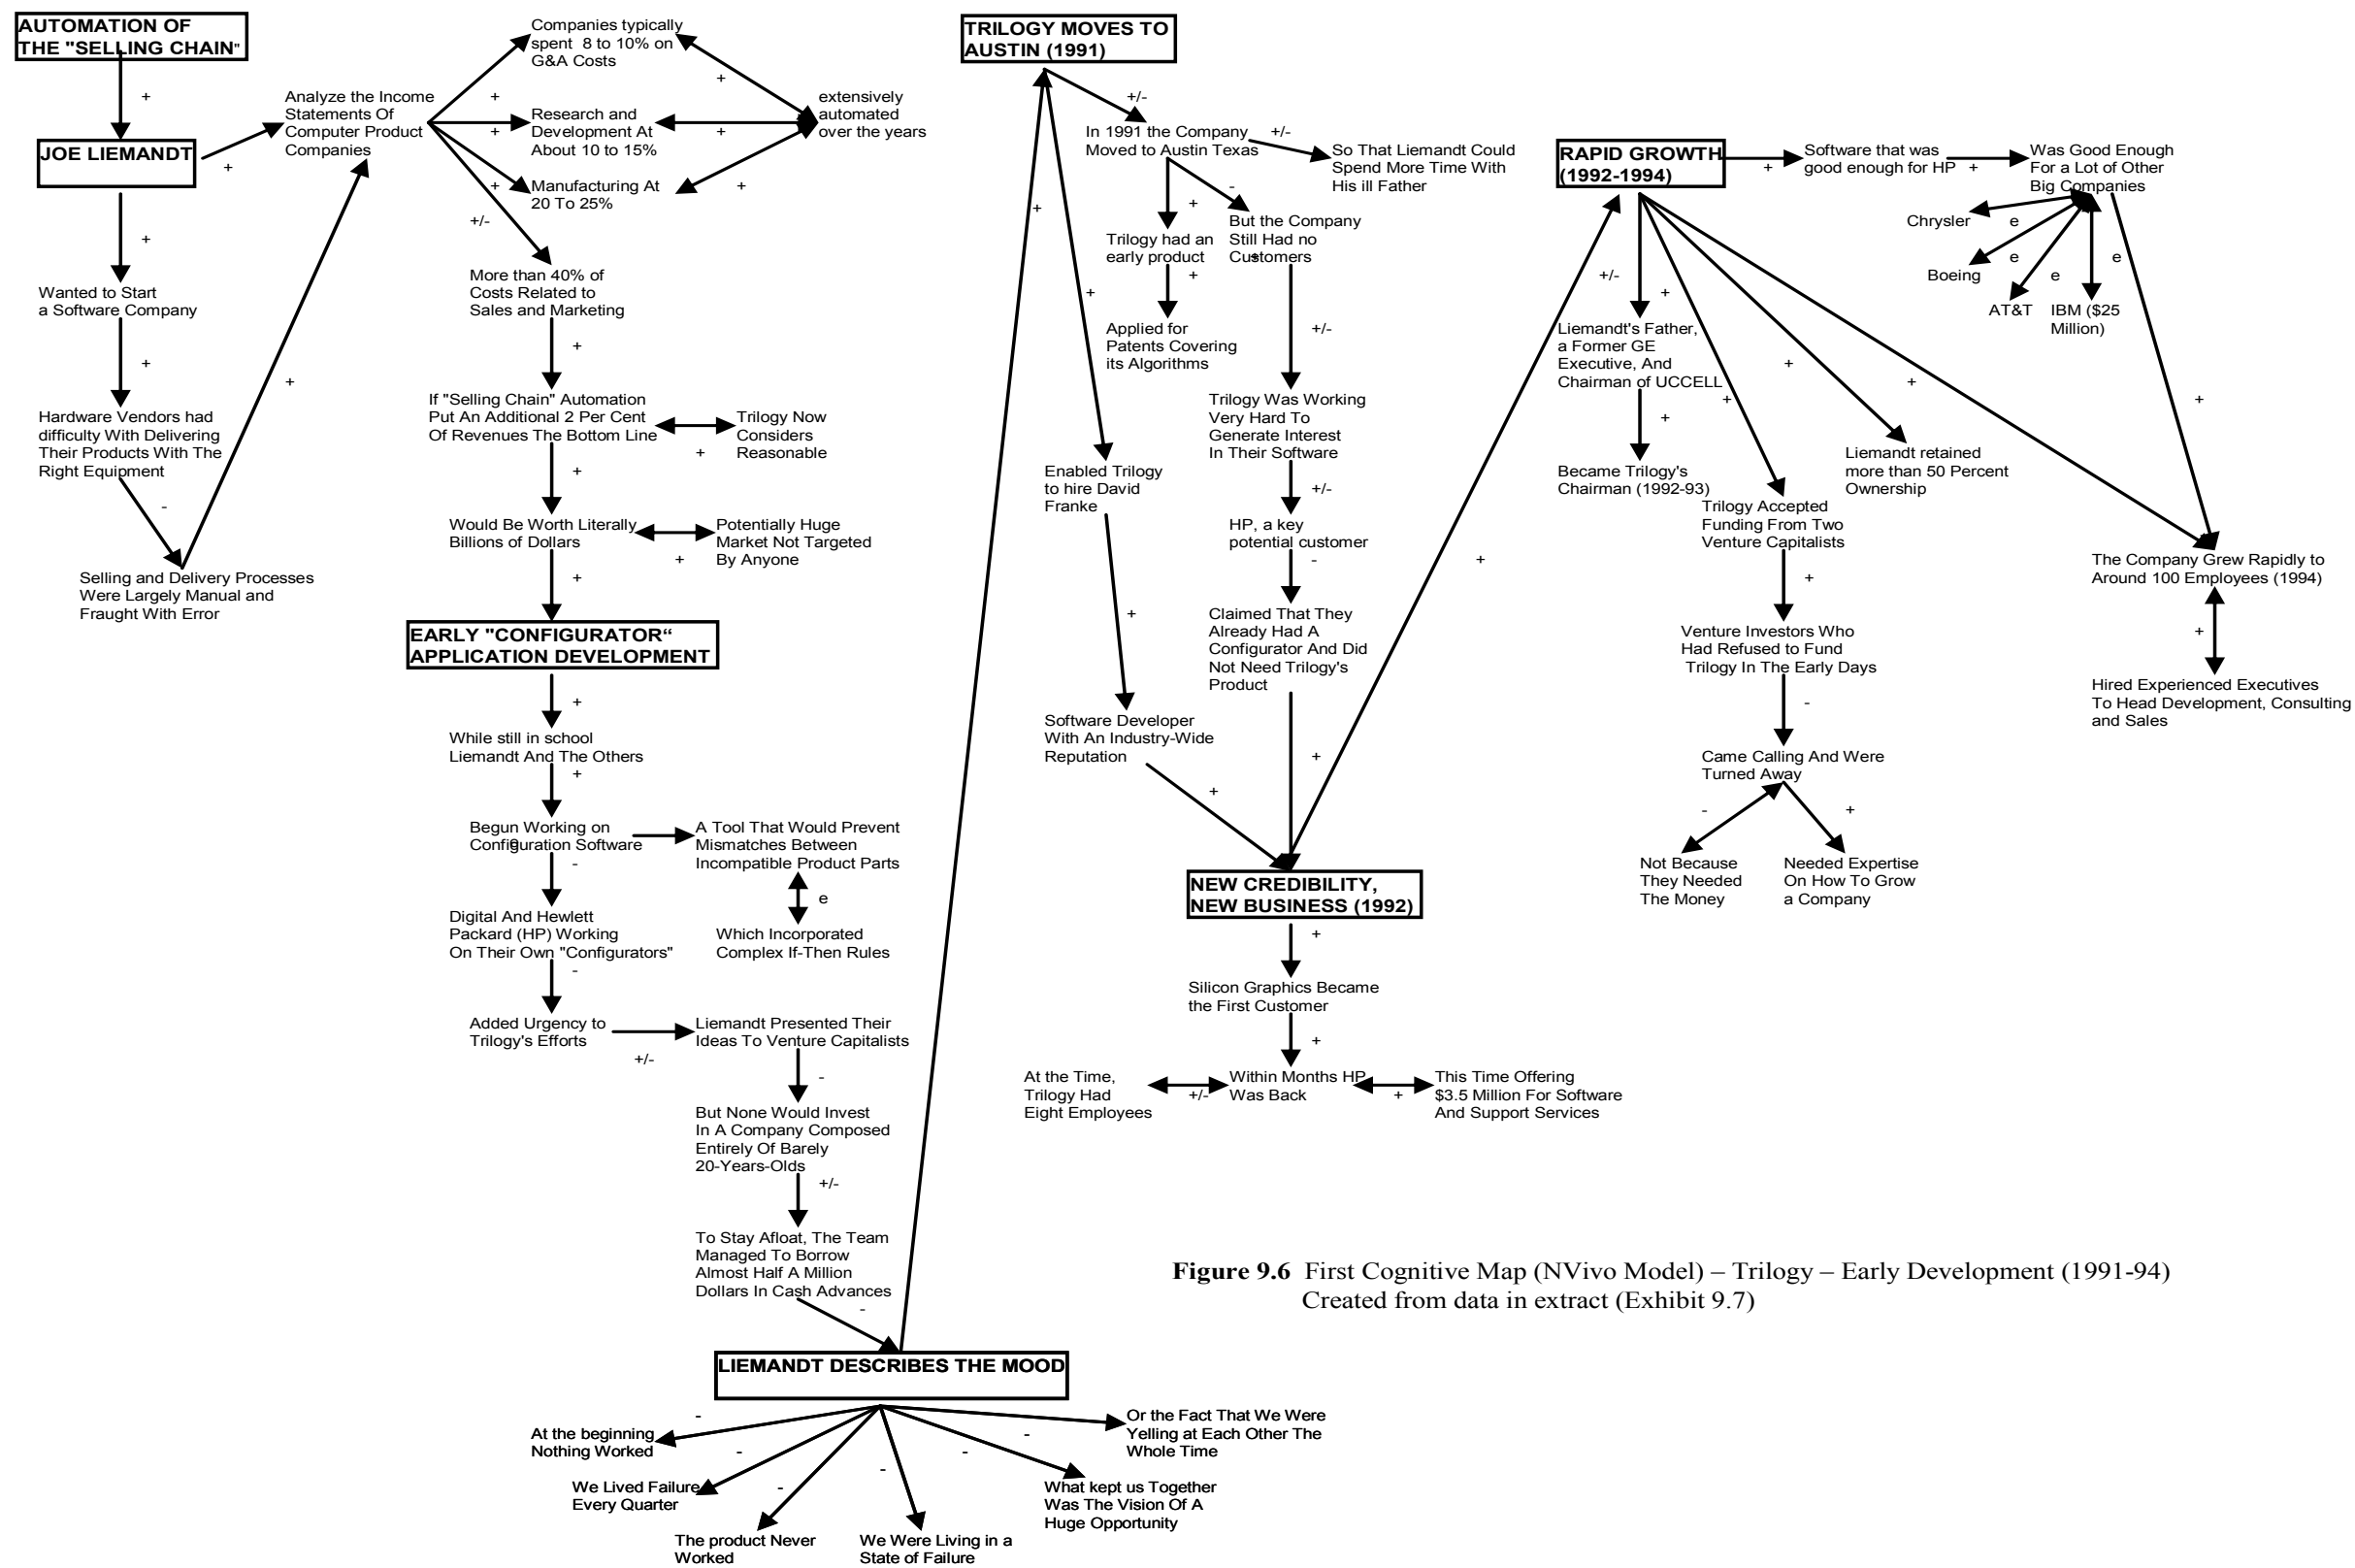 AUTOMATION OF
THE "SELLING CHAIN"
+
JOE LIEMANDT
+
+
Wanted to Start
a Software Company
+
Hardware Vendors had
difficulty With Delivering
Their Products With The
Right Equipment
-
Selling and Delivery Processes
Were Largely Manual and
Fraught With Error
+
Analyze the Income
Statements Of
Computer Product
Companies
+
+
+
+/-
Companies typically
spent 8 to 10% on
G&A Costs
Research and
Development At
About 10 to 15%
Manufacturing At
20 To 25%
+
+
+
extensively
automated
over the years
More than 40% of
Costs Related to
Sales and Marketing
+
If "Selling Chain" Automation
Put An Additional 2 Per Cent
Of Revenues The Bottom Line
+
Trilogy Now
Considers
Reasonable
+
Would Be Worth Literally
Billions of Dollars
+
Potentially Huge
Market Not Targeted
By Anyone
+
EARLY "CONFIGURATOR“
APPLICATION DEVELOPMENT
+
While still in school
Liemandt And The Others
+
Begun Working on
Configuration Software
e
A Tool That Would Prevent
Mismatches Between
Incompatible Product Parts
e
Which Incorporated
Complex If-Then Rules
-
Digital And Hewlett
Packard (HP) Working
On Their Own "Configurators"
-
Added Urgency to
Trilogy's Efforts
+/-
Liemandt Presented Their
Ideas To Venture Capitalists
-
But None Would Invest
In A Company Composed
Entirely Of Barely
20-Years-Olds
+/-
To Stay Afloat, The Team
Managed To Borrow
Almost Half A Million
Dollars In Cash Advances
-
LIEMANDT DESCRIBES THE MOOD
-
-
-
-
-
-
At the beginning
Nothing Worked
We Lived Failure
Every Quarter
The product Never
Worked
We Were Living in a
State of Failure
What kept us Together
Was The Vision Of A
Huge Opportunity
Or the Fact That We Were
Yelling at Each Other The
Whole Time
+
TRILOGY MOVES TO
AUSTIN (1991)
+/-
In 1991 the Company
Moved to Austin Texas
+/-
So That Liemandt Could
Spend More Time With
His ill Father
+
Trilogy had an
early product
+
Applied for
Patents Covering
its Algorithms
-
But the Company
Still Had no
Customers
+
+/-
Trilogy Was Working
Very Hard To
Generate Interest
In Their Software
+/-
HP, a key
potential customer
-
Claimed That They
Already Had A
Configurator And Did
Not Need Trilogy's
Product
+
+
Enabled Trilogy
to hire David
Franke
+
Software Developer
With An Industry-Wide
Reputation
+
NEW CREDIBILITY,
NEW BUSINESS (1992)
+
Silicon Graphics Became
the First Customer
+
Within Months HP
Was Back
+/-
At the Time,
Trilogy Had
Eight Employees
+
This Time Offering
$3.5 Million For Software
And Support Services
+
RAPID GROWTH
(1992-1994)
+
Software that was
good enough for HP
+
Was Good Enough
For a Lot of Other
Big Companies
e
e
e
e
Chrysler
Boeing
AT&T
IBM ($25
Million)
+/-
+
Liemandt's Father,
a Former GE
Executive, And
Chairman of UCCELL
+
Became Trilogy's
Chairman (1992-93)
+
Trilogy Accepted
Funding From Two
Venture Capitalists
+
Venture Investors Who
Had Refused to Fund
Trilogy In The Early Days
-
Came Calling And Were
Turned Away
-
+
Not Because
They Needed
The Money
Needed Expertise
On How To Grow
a Company
+
Liemandt retained
more than 50 Percent
Ownership
+
+
The Company Grew Rapidly to
Around 100 Employees (1994)
+
Hired Experienced Executives
To Head Development, Consulting
and Sales
Figure 9.6 First Cognitive Map (NVivo Model) – Trilogy – Early Development (1991-94)
Created from data in extract (Exhibit 9.7)